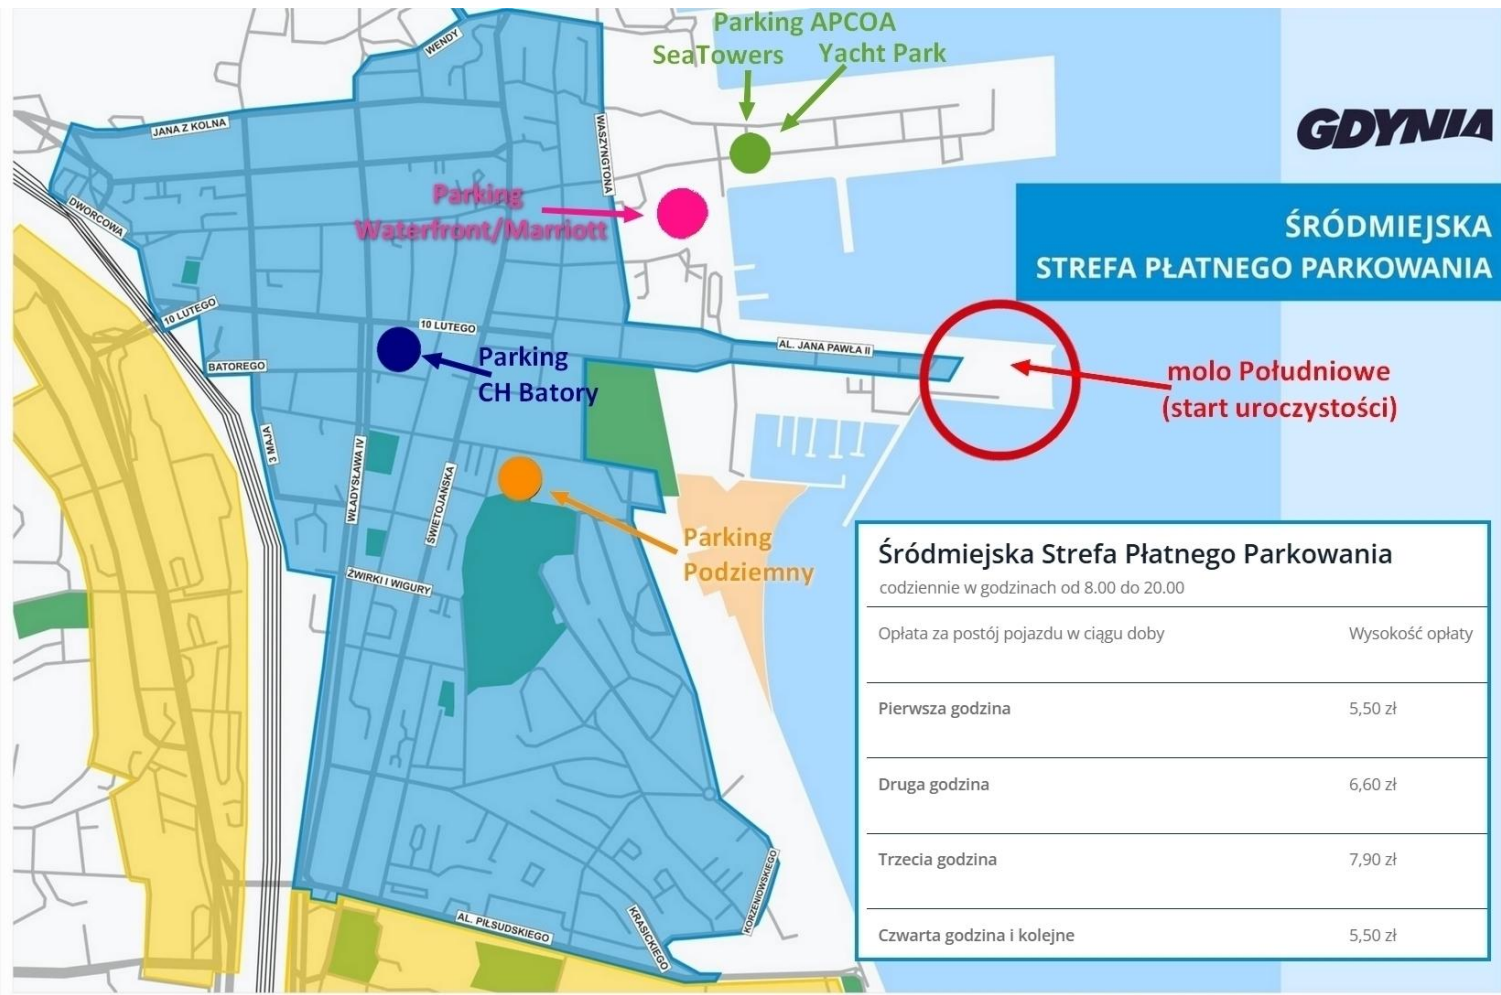 Parking APCOA
SeaTowers Yacht Park
WENDY
JANA Z KOLNA
WASZYNGTONA
GDYNIA
Parking
Waterfront/Marriott
DWORCOWA
ŚRÓDMIEJSKA
STREFA PŁATNEGO PARKOWANIA
10 LUTEGO
10 LUTEGO
AL. JANA PAWŁA II
BATOREGO
Parking
CH Batory
molo Południowe
(start uroczystości)
3 MAJA
WŁADYSŁAWA IV
ŚWIĘTOJAŃSKA
Parking
Podziemny
ŻWIRKI I WIGURY
Śródmiejska Strefa Płatnego Parkowania
codziennie w godzinach od 8.00 do 20.00
Opłata za postój pojazdu w ciągu doby Wysokość opłaty
Pierwsza godzina 5,50 zł
Druga godzina 6,60 zł
Trzecia godzina 7,90 zł
Czwarta godzina i kolejne 5,50 zł
KORZENIOWSKIEGO
AL. PIŁSUDSKIEGO
KRASICKIEGO